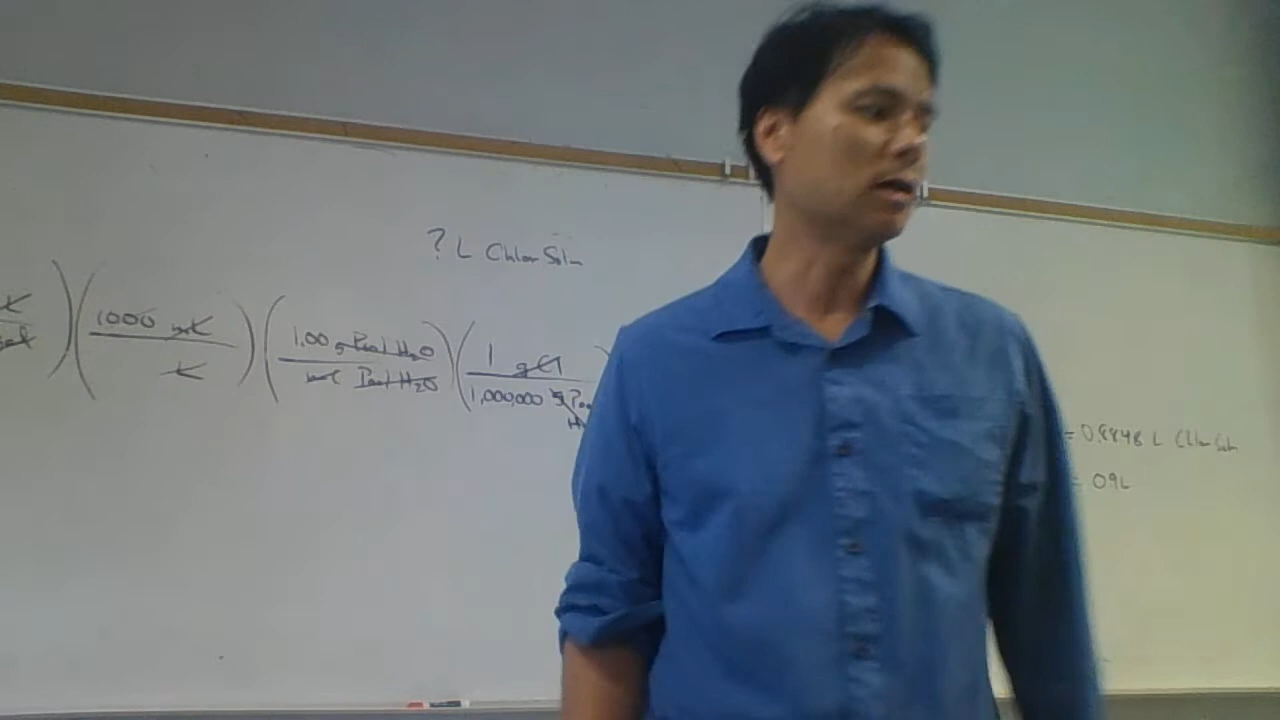 ? L Chlor Soln
) ( 1000 mL / L ) ( 1.00 g Pool H₂O / mL Pool H₂O ) ( 1 g Cl / 1,000,000 g
= 0.8848 L Chlor Soln
= 0.9 L